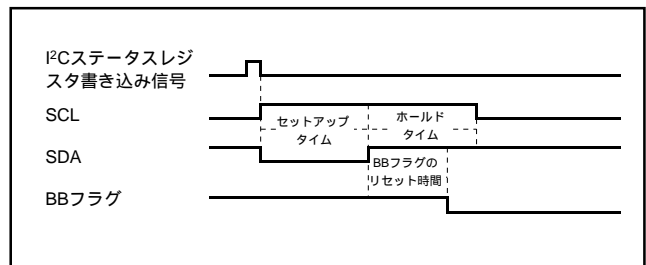 I²Cステータスレジ
スタ書き込み信号
SCL
セットアップ
タイム
ホールド
タイム
SDA
BBフラグの
リセット時間
BBフラグ